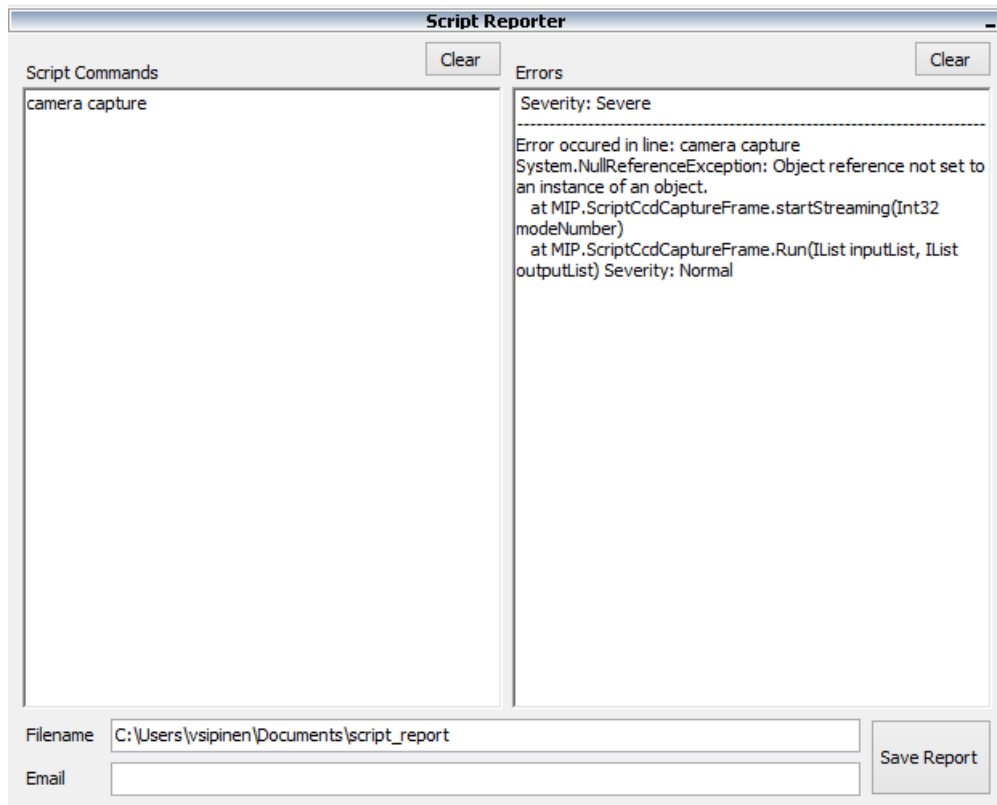 Script Reporter
Clear
Clear
Script Commands
Errors
camera capture
Severity: Severe
Error occured in line: camera capture
System.NullReferenceException: Object reference not set to
an instance of an object.
at MIP.ScriptCcdCaptureFrame.startStreaming(Int32
modeNumber)
at MIP.ScriptCcdCaptureFrame.Run(IList inputList, IList
outputList) Severity: Normal
Filename
C:\Users\vsipinen\Documents\script_report
Save Report
Email